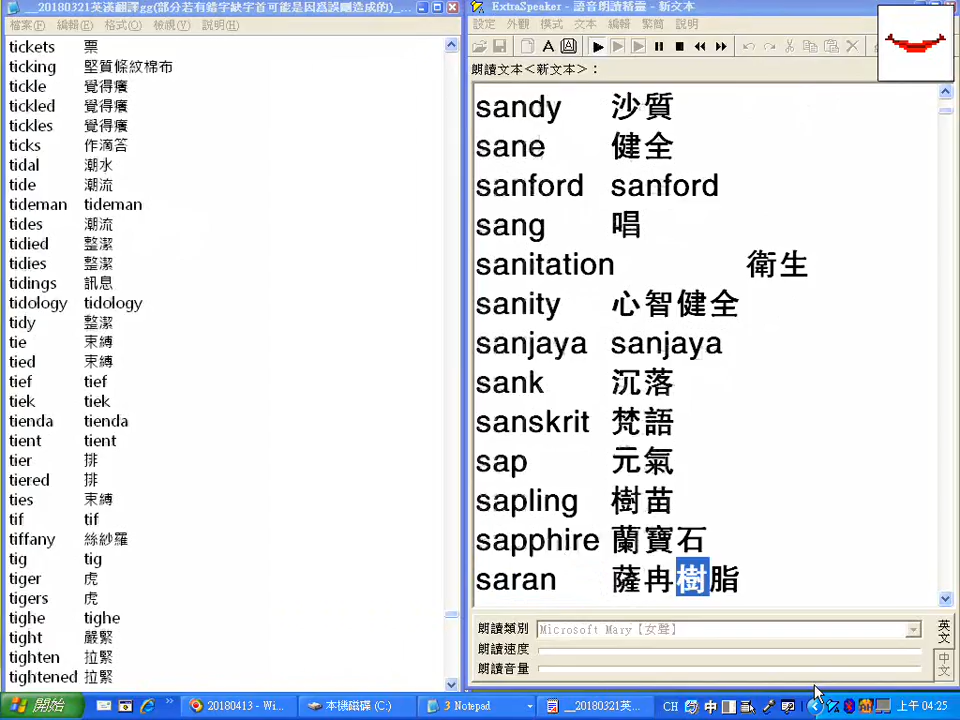 __20180321英漢翻譯gg(部分若有錯字缺字首可能是因爲誤刪造成的)_...
檔案(F) 編輯(E) 格式(O) 檢視(V) 說明(H)
tickets 票
ticking 堅質條紋棉布
tickle 覺得癢
tickled 覺得癢
tickles 覺得癢
ticks 作滴答
tidal 潮水
tide 潮流
tideman tideman
tides 潮流
tidied 整潔
tidies 整潔
tidings 訊息
tidology tidology
tidy 整潔
tie 束縛
tied 束縛
tief tief
tiek tiek
tienda tienda
tient tient
tier 排
tiered 排
ties 束縛
tif tif
tiffany 絲紗羅
tig tig
tiger 虎
tigers 虎
tighe tighe
tight 嚴緊
tighten 拉緊
tightened 拉緊
ExtraSpeaker - 語音朗讀精靈 - 新文本
設定 外觀 模式 文本 編輯 繁簡 說明
朗讀文本<新文本>：
sandy 沙質
sane 健全
sanford sanford
sang 唱
sanitation 衛生
sanity 心智健全
sanjaya sanjaya
sank 沉落
sanskrit 梵語
sap 元氣
sapling 樹苗
sapphire 蘭寶石
saran 薩冉樹脂
朗讀類別 Microsoft Mary【女聲】
朗讀速度
朗讀音量
英文
中文
開始 20180413 - Wi... 本機磁碟 (C:) 3 Notepad __20180321英... CH 中 上午 04:25